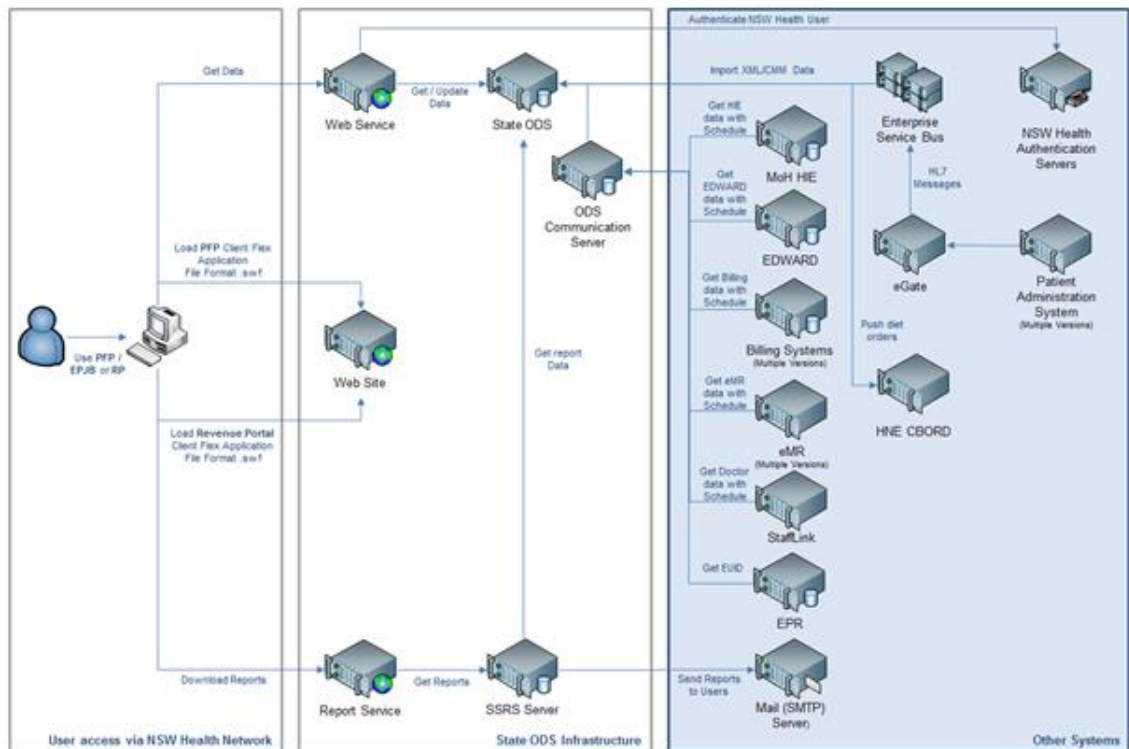 Authenticate NSW Health User
Get Data
Get / Update
Data
Import XML/CMM Data
Web Service
State ODS
Enterprise
Service Bus
NSW Health
Authentication
Servers
Get HIE
data with
Schedule
MoH HIE
HL7
Messages
ODS
Communication
Server
Get
EDWARD
data with
Schedule
EDWARD
eGate
Patient
Administration
System
(Multiple Versions)
Load PFP Client Flex
Application
File Format .swf
Get Billing
data with
Schedule
Billing Systems
(Multiple Versions)
Push diet
orders
Use PFP /
EPJB or RP
Web Site
Get report
Data
Get eMR
data with
Schedule
eMR
(Multiple Versions)
HNE CBORD
Load Revenue Portal
Client Flex Application
File Format .swf
Get Doctor
data with
Schedule
StaffLink
Get EUID
EPR
Download Reports
Report Service
Get Reports
SSRS Server
Send Reports
to Users
Mail (SMTP)
Server)
User access via NSW Health Network
State ODS Infrastructure
Other Systems